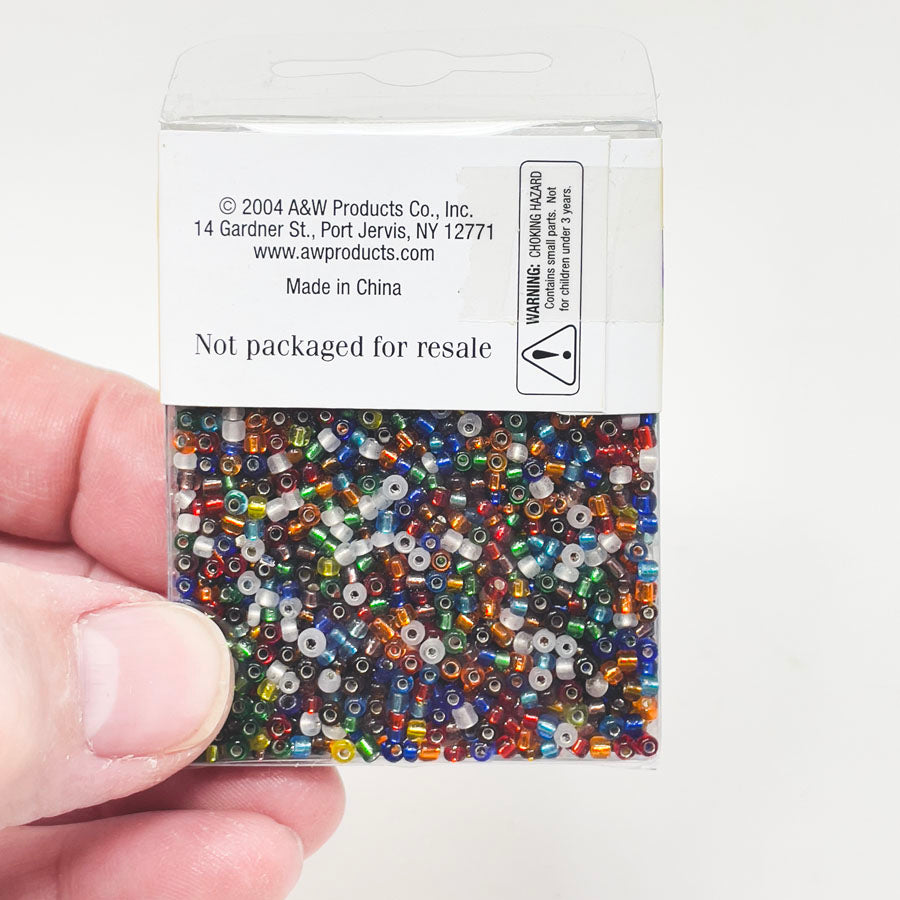 © 2004 A&W Products Co., Inc.
14 Gardner St., Port Jervis, NY 12771
www.awproducts.com
Made in China
Not packaged for resale
WARNING: CHOKING HAZARD
Contains small parts. Not
for children under 3 years.